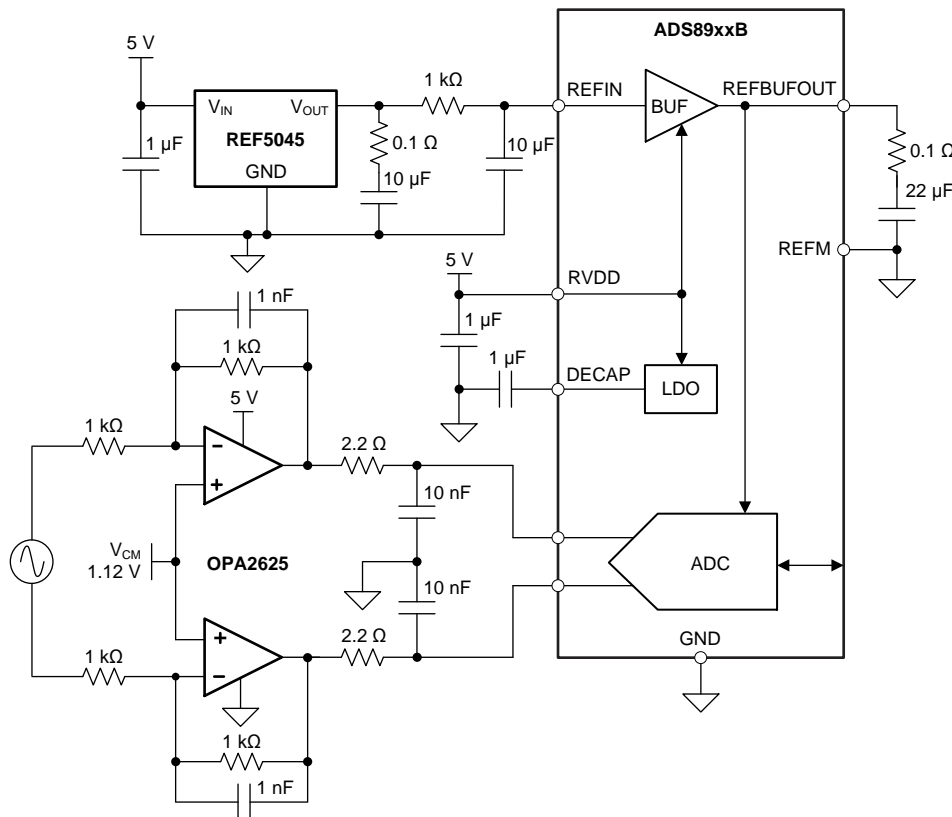 ADS89xxB
5 V
1 kΩ
REFIN
REFBUFOUT
VIN
VOUT
BUF
REF5045
1 µF
0.1 Ω
10 µF
0.1 Ω
GND
10 µF
22 µF
REFM
5 V
RVDD
1 nF
1 µF
1 kΩ
1 µF
DECAP
LDO
5 V
1 kΩ
2.2 Ω
−
+
10 nF
VCM
1.12 V
OPA2625
ADC
10 nF
+
−
2.2 Ω
GND
1 kΩ
1 kΩ
1 nF